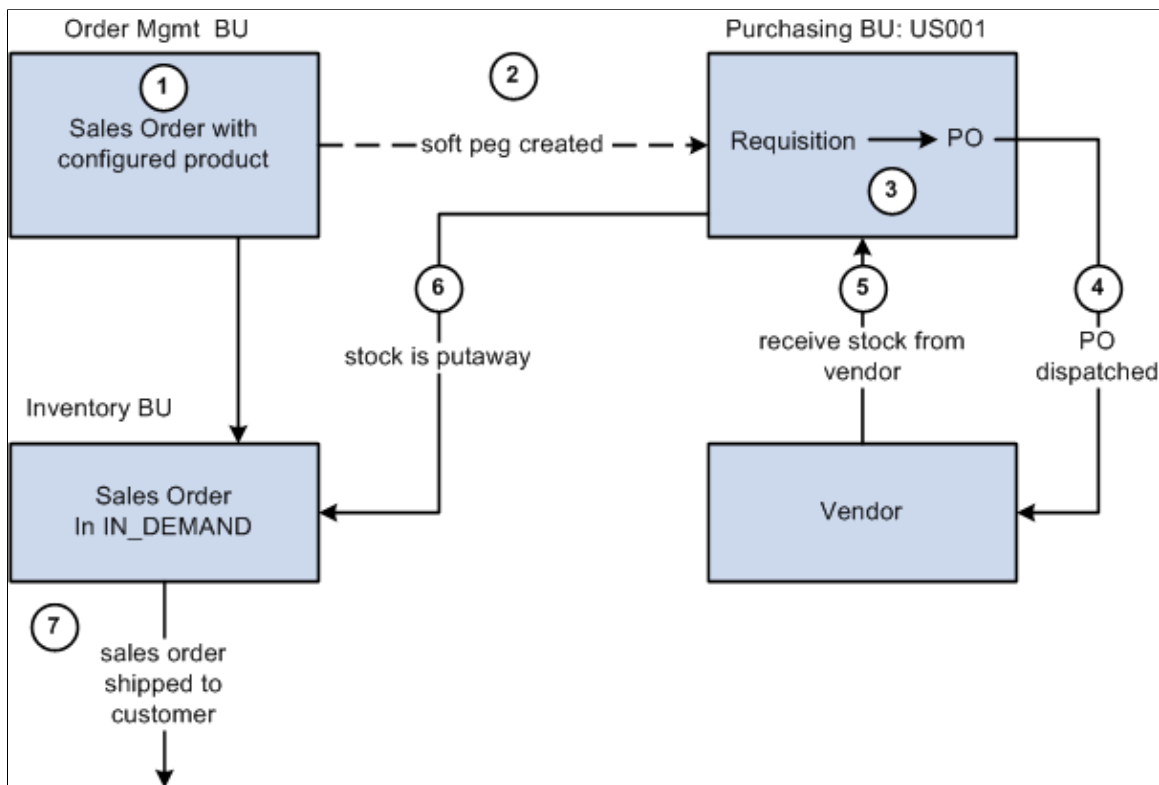 Order Mgmt BU
Purchasing BU: US001
1
2
Sales Order with
configured product
soft peg created
Requisition
PO
3
6
5
4
stock is putaway
receive stock from
vendor
PO
dispatched
Inventory BU
Sales Order
In IN_DEMAND
Vendor
7
sales order
shipped to
customer